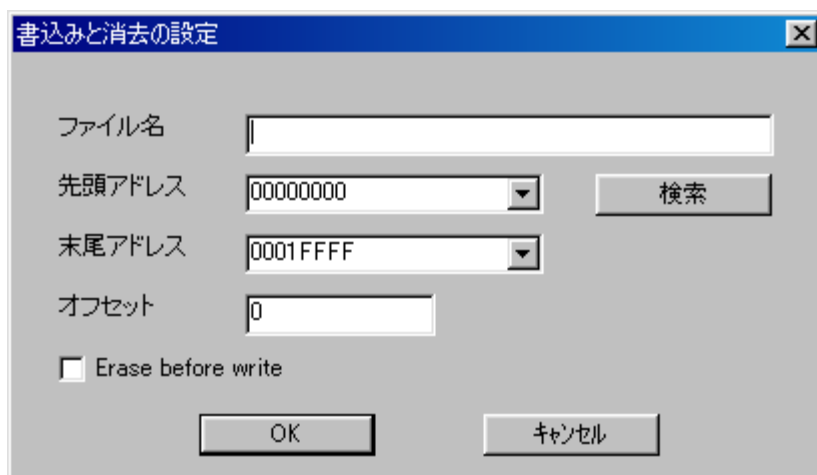 書込みと消去の設定
ファイル名
先頭アドレス 00000000 検索
末尾アドレス 0001FFFF
オフセット 0
Erase before write
OK ｷｬﾝｾﾙ